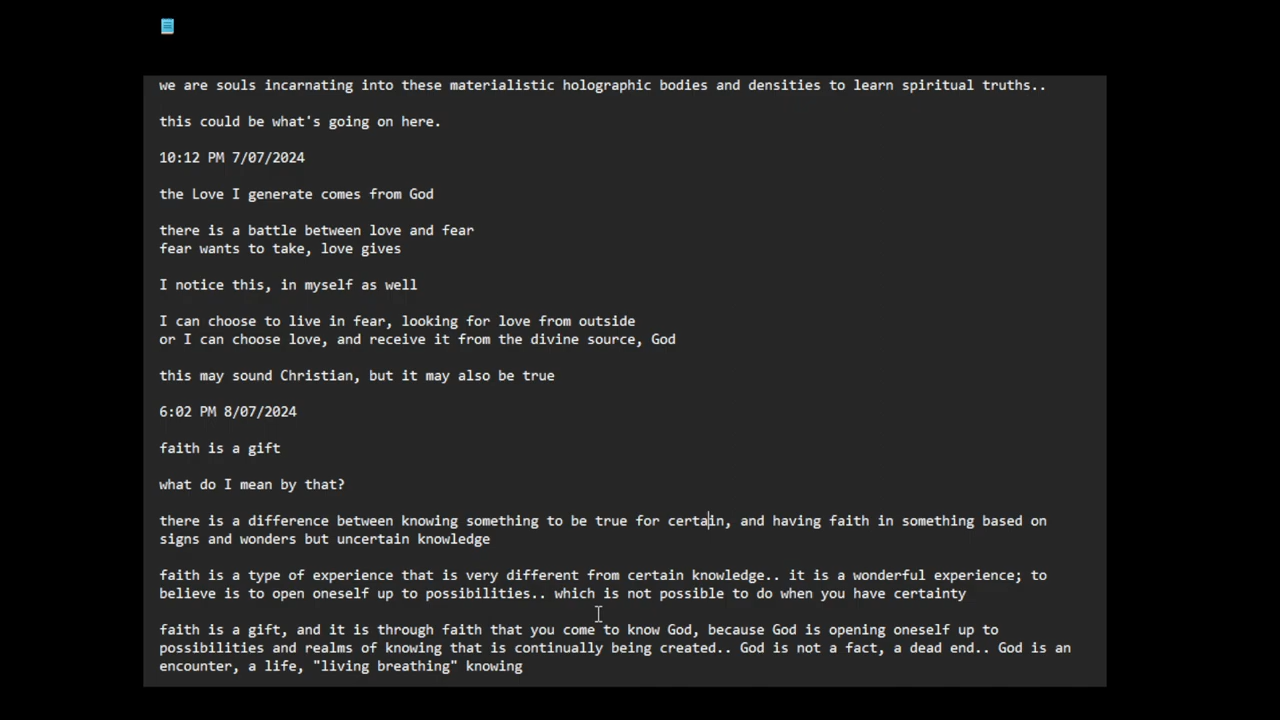 we are souls incarnating into these materialistic holographic bodies and densities to learn spiritual truths..
this could be what's going on here.
10:12 PM 7/07/2024
the Love I generate comes from God
there is a battle between love and fear
fear wants to take, love gives
I notice this, in myself as well
I can choose to live in fear, looking for love from outside
or I can choose love, and receive it from the divine source, God
this may sound Christian, but it may also be true
6:02 PM 8/07/2024
faith is a gift
what do I mean by that?
there is a difference between knowing something to be true for certain, and having faith in something based on
signs and wonders but uncertain knowledge
faith is a type of experience that is very different from certain knowledge.. it is a wonderful experience; to
believe is to open oneself up to possibilities.. which is not possible to do when you have certainty
faith is a gift, and it is through faith that you come to know God, because God is opening oneself up to
possibilities and realms of knowing that is continually being created.. God is not a fact, a dead end.. God is an
encounter, a life, "living breathing" knowing